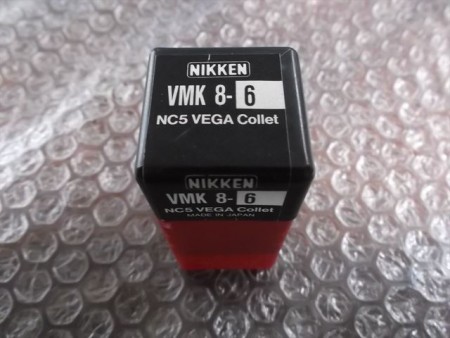 NIKKEN
VMK 8-6
NC5 VEGA Collet
NIKKEN
VMK 8-6
NC5 VEGA Collet
MADE IN JAPAN